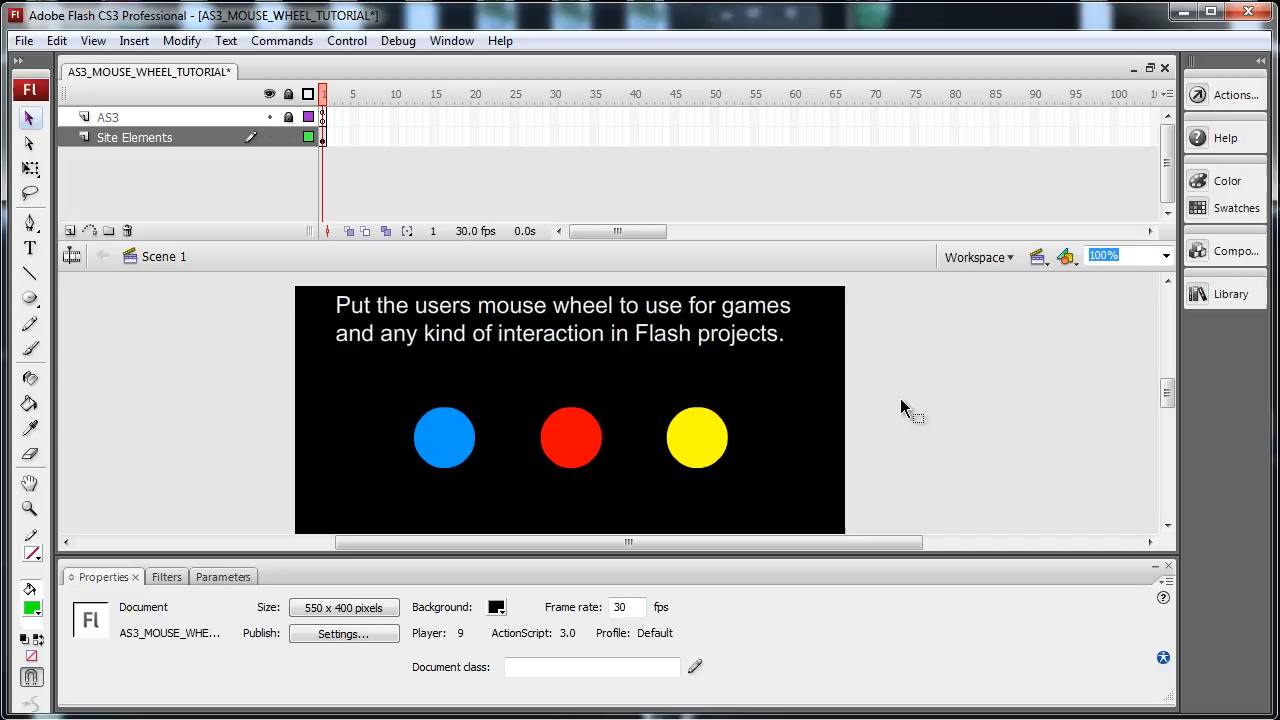 Adobe Flash CS3 Professional - [AS3_MOUSE_WHEEL_TUTORIAL*]
File Edit View Insert Modify Text Commands Control Debug Window Help
AS3_MOUSE_WHEEL_TUTORIAL*
Fl
1 5 10 15 20 25 30 35 40 45 50 55 60 65 70 75 80 85 90 95 100
AS3
Site Elements
1 30.0 fps 0.0s
Scene 1
Workspace
100%
Put the users mouse wheel to use for games
and any kind of interaction in Flash projects.
Actions...
Help
Color
Swatches
Compo...
Library
Properties Filters Parameters
Fl
Document Size: 550 x 400 pixels Background: Frame rate: 30 fps
AS3_MOUSE_WHE... Publish: Settings... Player: 9 ActionScript: 3.0 Profile: Default
Document class: